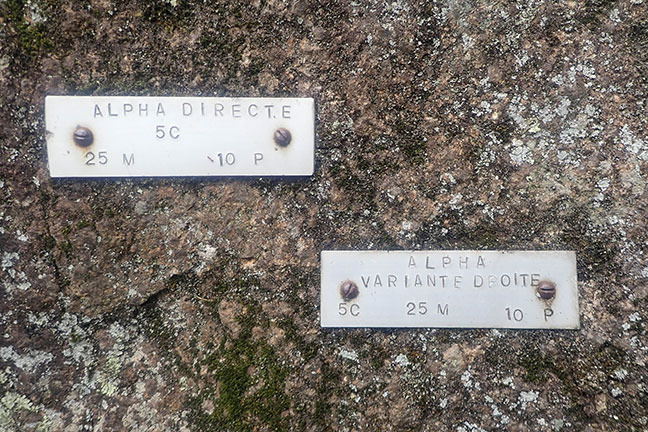 ALPHA DIRECTE
5C
25 M 10 P
ALPHA
VARIANTE DROITE
5C 25 M 10 P